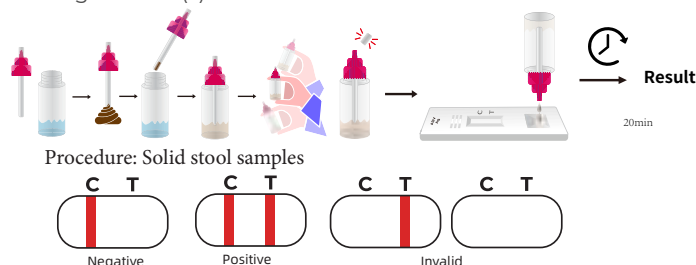 C T
Result
20min
Procedure: Solid stool samples
C T C T C T C T
Negative Positive Invalid